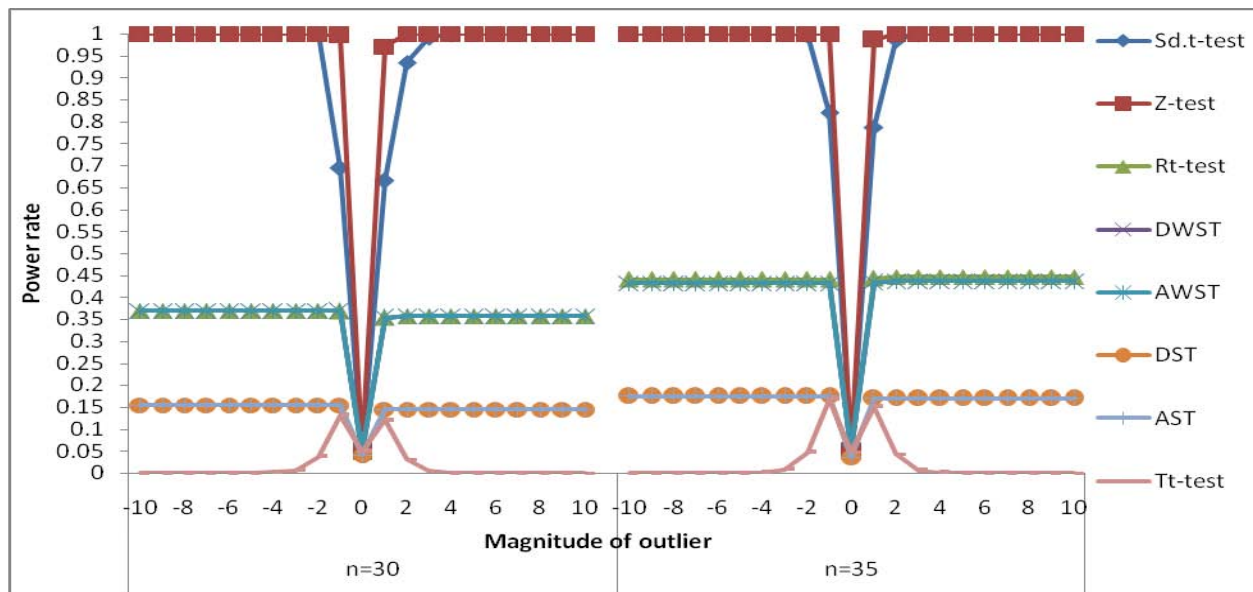 Power rate
1
0.95
0.9
0.85
0.8
0.75
0.7
0.65
0.6
0.55
0.5
0.45
0.4
0.35
0.3
0.25
0.2
0.15
0.1
0.05
0
-10 -8 -6 -4 -2 0 2 4 6 8 10 -10 -8 -6 -4 -2 0 2 4 6 8 10
Magnitude of outlier
n=30 n=35
Sd.t-test
Z-test
Rt-test
DWST
AWST
DST
AST
Tt-test